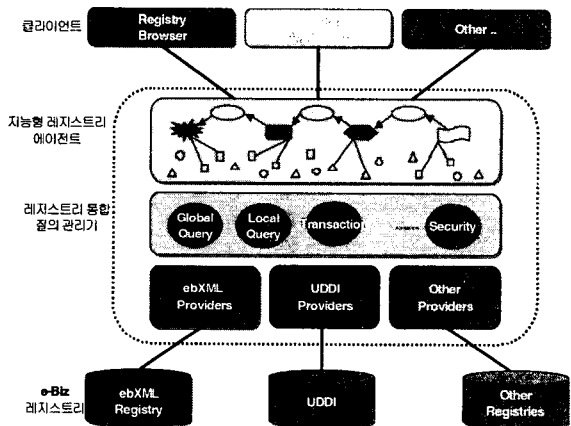 클라이언트
Registry
Browser
Other ..
지능형 레지스트리
에이전트
레지스트리 통합
질의 관리기
Global
Query
Local
Query
Transaction
Security
ebXML
Providers
UDDI
Providers
Other
Providers
e-Biz
레지스트리
ebXML
Registry
UDDI
Other
Registries